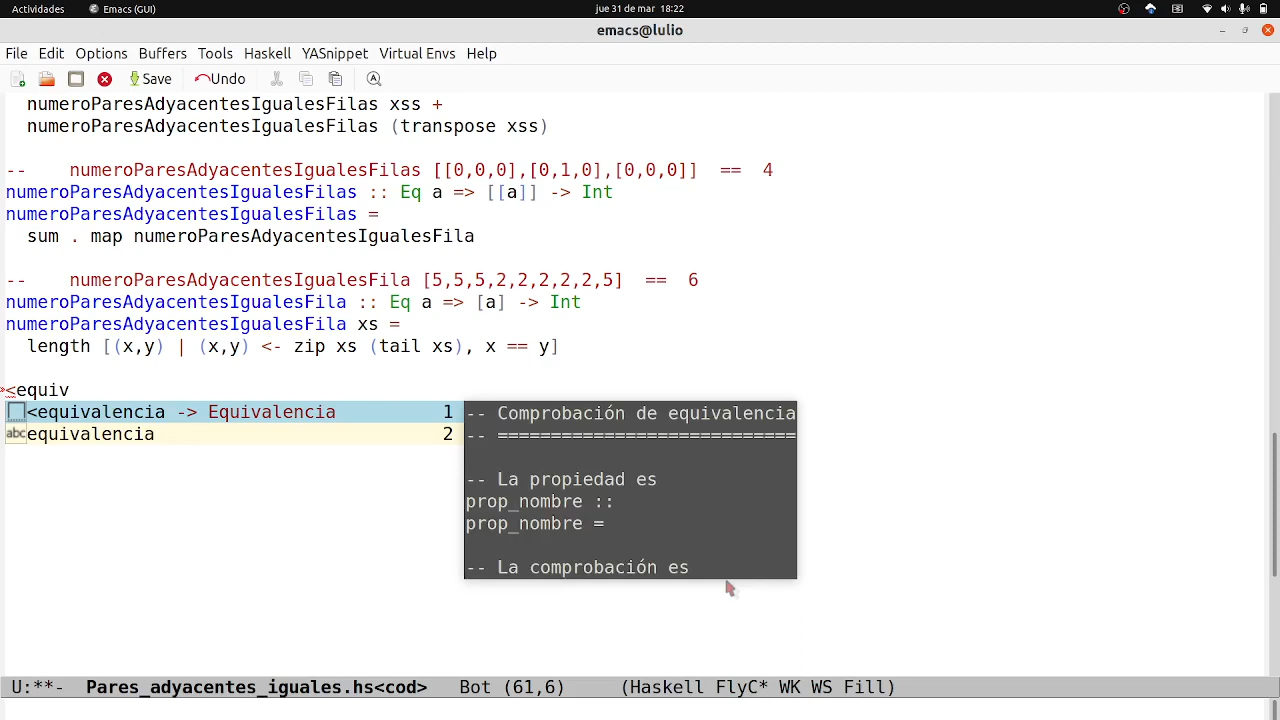 Actividades Emacs (GUI) jue 31 de mar 18:22
emacs@lulio
File Edit Options Buffers Tools Haskell YASnippet Virtual Envs Help
Save Undo
numeroParesAdyacentesIgualesFilas xss +
numeroParesAdyacentesIgualesFilas (transpose xss)
-- numeroParesAdyacentesIgualesFilas [[0,0,0],[0,1,0],[0,0,0]] == 4
numeroParesAdyacentesIgualesFilas :: Eq a => [[a]] -> Int
numeroParesAdyacentesIgualesFilas =
sum . map numeroParesAdyacentesIgualesFila
-- numeroParesAdyacentesIgualesFila [5,5,5,2,2,2,2,2,5] == 6
numeroParesAdyacentesIgualesFila :: Eq a => [a] -> Int
numeroParesAdyacentesIgualesFila xs =
length [(x,y) | (x,y) <- zip xs (tail xs), x == y]
<equiv
<equivalencia -> Equivalencia 1
abc equivalencia 2
-- Comprobación de equivalencia
-- ============================
-- La propiedad es
prop_nombre ::
prop_nombre =
-- La comprobación es
U:**- Pares_adyacentes_iguales.hs<cod> Bot (61,6) (Haskell FlyC* WK WS Fill)